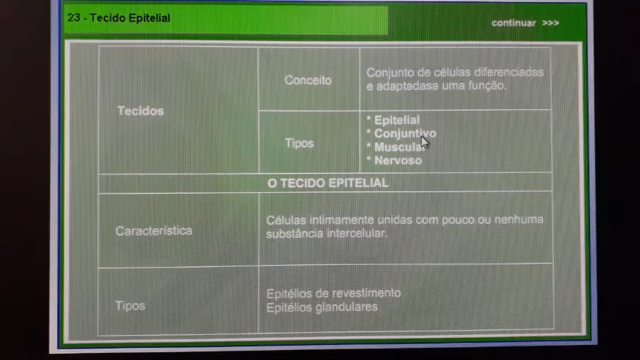 23 - Tecido Epitelial
continuar >>>
Tecidos
Conceito
Conjunto de células diferenciadas
e adaptadasa uma função.
Tipos
* Epitelial
* Conjuntivo
* Muscular
* Nervoso
O TECIDO EPITELIAL
Característica
Células intimamente unidas com pouco ou nenhuma
substância intercelular.
Tipos
Epitélios de revestimento
Epitélios glandulares